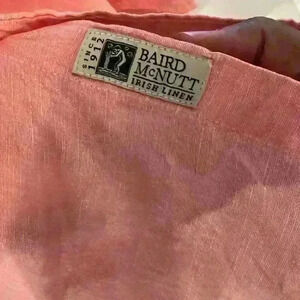 SINCE
1912
BAIRD
McNUTT
IRISH LINEN